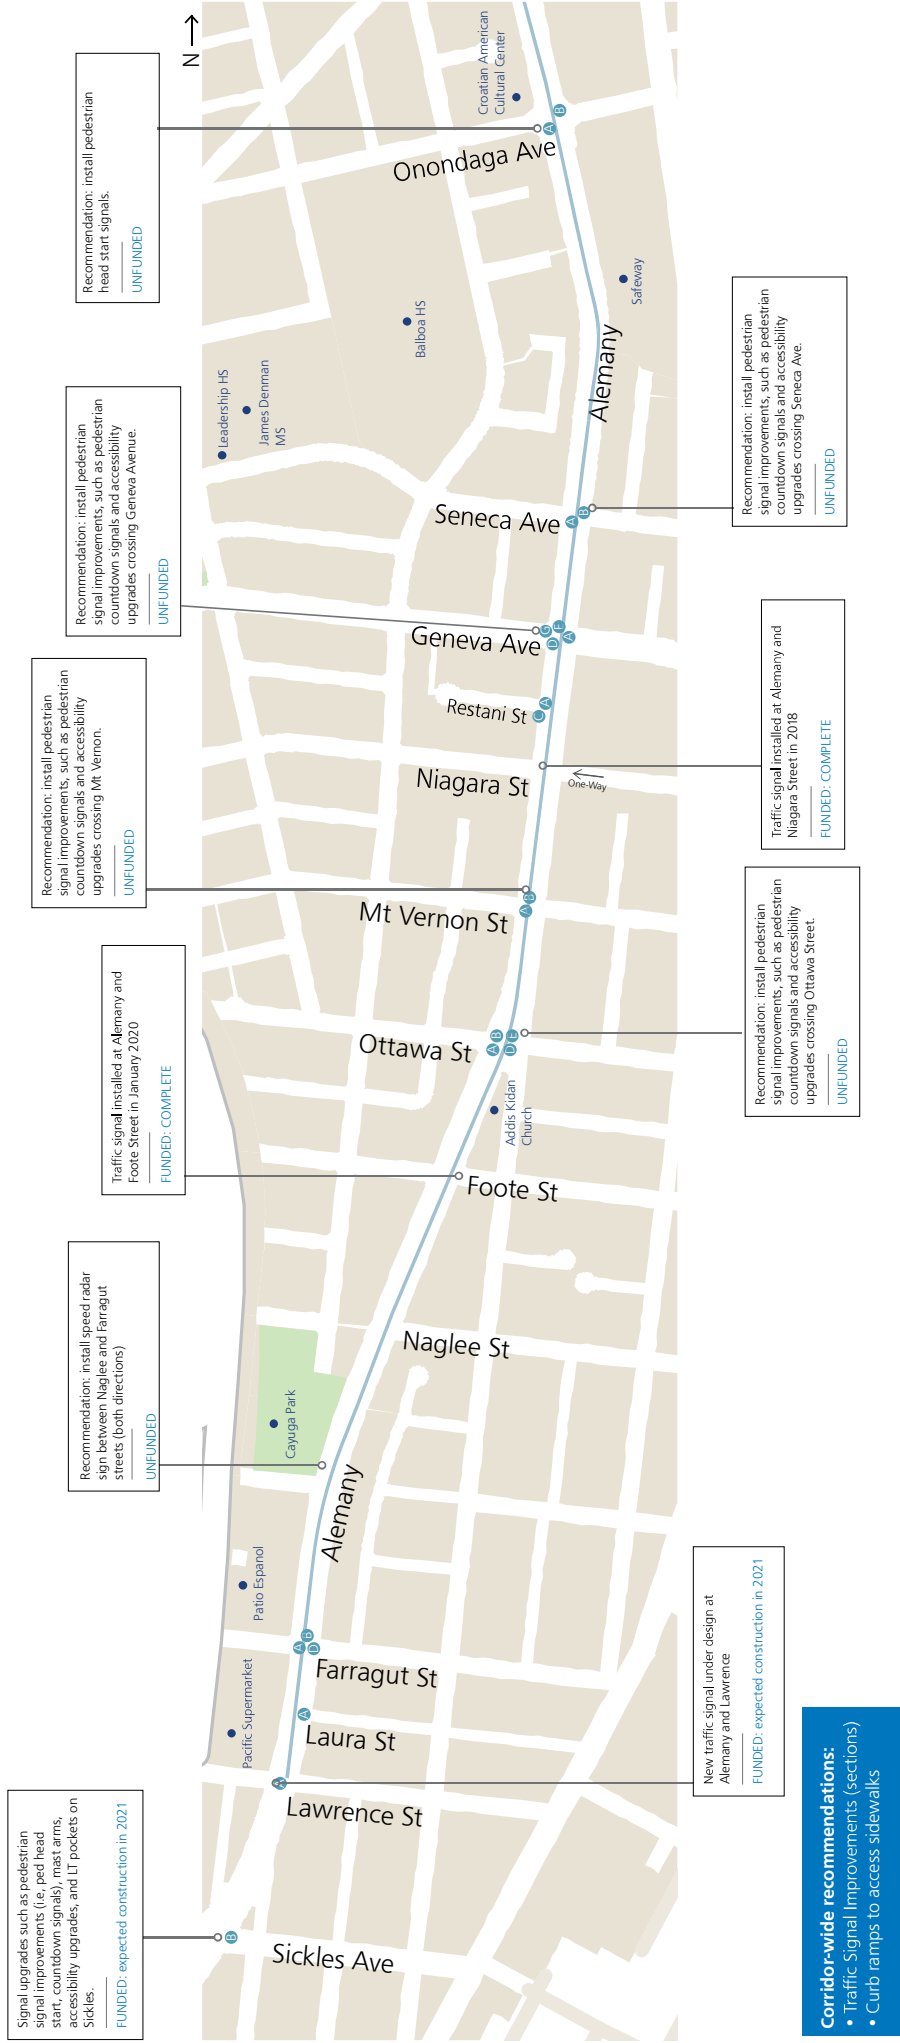 Signal upgrades such as pedestrian
signal improvements (i.e, ped head
start, countdown signals), mast arms,
accessibility upgrades, and LT pockets on
Sickles.
FUNDED: expected construction in 2021
Recommendation: install speed radar
sign between Naglee and Farragut
streets (both directions)
UNFUNDED
Traffic signal installed at Alemany and
Foote Street in January 2020
FUNDED: COMPLETE
Recommendation: install pedestrian
signal improvements, such as pedestrian
countdown signals and accessibility
upgrades crossing Mt Vernon.
UNFUNDED
Recommendation: install pedestrian
signal improvements, such as pedestrian
countdown signals and accessibility
upgrades crossing Geneva Avenue.
UNFUNDED
Recommendation: install pedestrian
head start signals.
UNFUNDED
N
Pacific Supermarket
Patio Espanol
Cayuga Park
Leadership HS
James Denman
MS
Balboa HS
Croatian American
Cultural Center
Safeway
Addis Kidan
Church
Sickles Ave
B
Lawrence St
A
Laura St
A
Farragut St
A
B
D
Alemany
Naglee St
Foote St
Ottawa St
A
B
D
E
Mt Vernon St
A
B
Niagara St
One-Way
Restani St
C
A
Geneva Ave
D
G
A
F
Seneca Ave
A
B
Alemany
Onondaga Ave
A
B
New traffic signal under design at
Alemany and Lawrence
FUNDED: expected construction in 2021
Recommendation: install pedestrian
signal improvements, such as pedestrian
countdown signals and accessibility
upgrades crossing Ottawa Street.
UNFUNDED
Traffic signal installed at Alemany and
Niagara Street in 2018
FUNDED: COMPLETE
Recommendation: install pedestrian
signal improvements, such as pedestrian
countdown signals and accessibility
upgrades crossing Seneca Ave.
UNFUNDED
Corridor-wide recommendations:
• Traffic Signal Improvements (sections)
• Curb ramps to access sidewalks